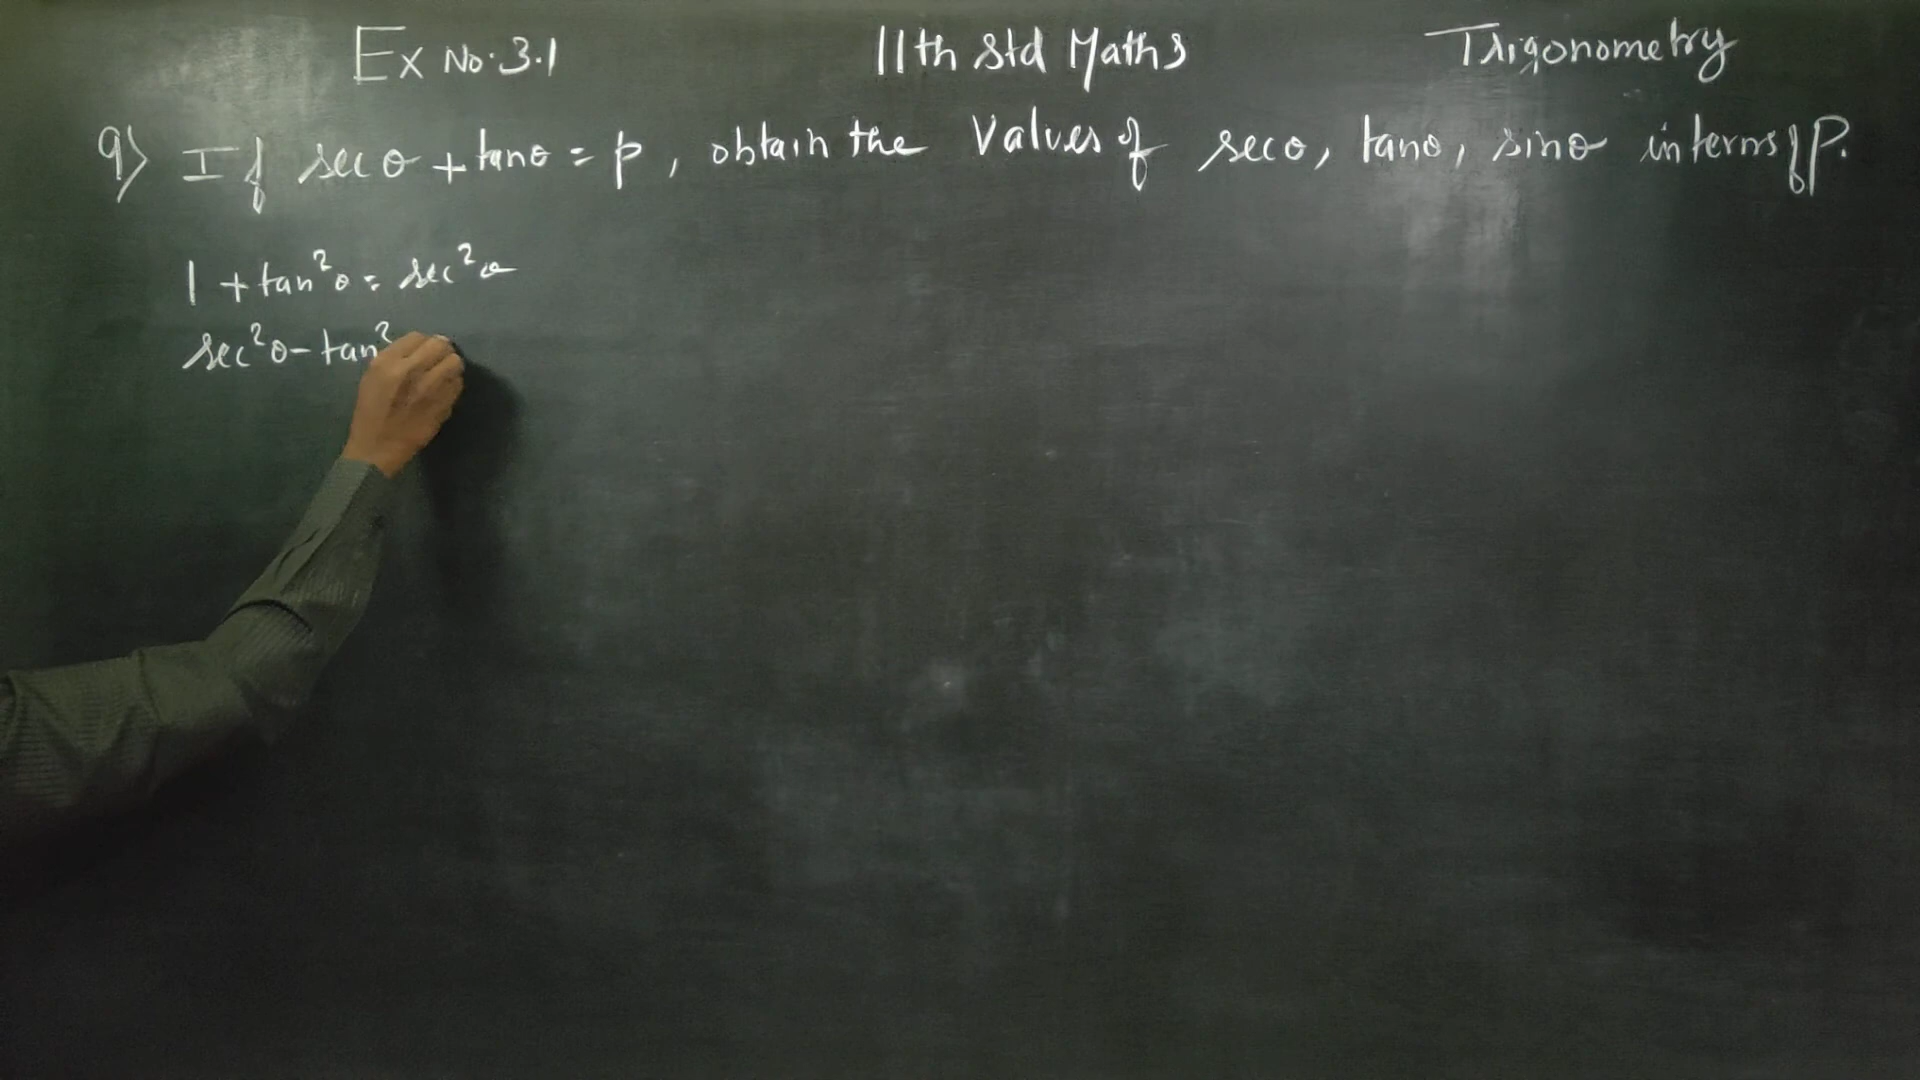 Ex No: 3.1 11th Std Maths Trigonometry
9) If secθ + tanθ = p, obtain the Values of secθ, tanθ, sinθ in terms of P.
1 + tan²θ = sec²θ
sec²θ - tan²